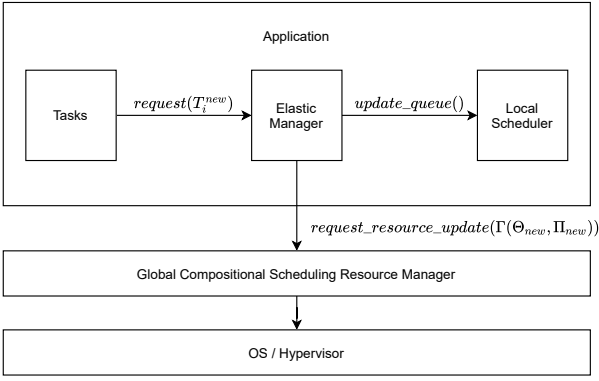 Application
Tasks
request(T_i^{new})
Elastic
Manager
update_queue()
Local
Scheduler
request_resource_update(Γ(Θ_{new}, Π_{new}))
Global Compositional Scheduling Resource Manager
OS / Hypervisor